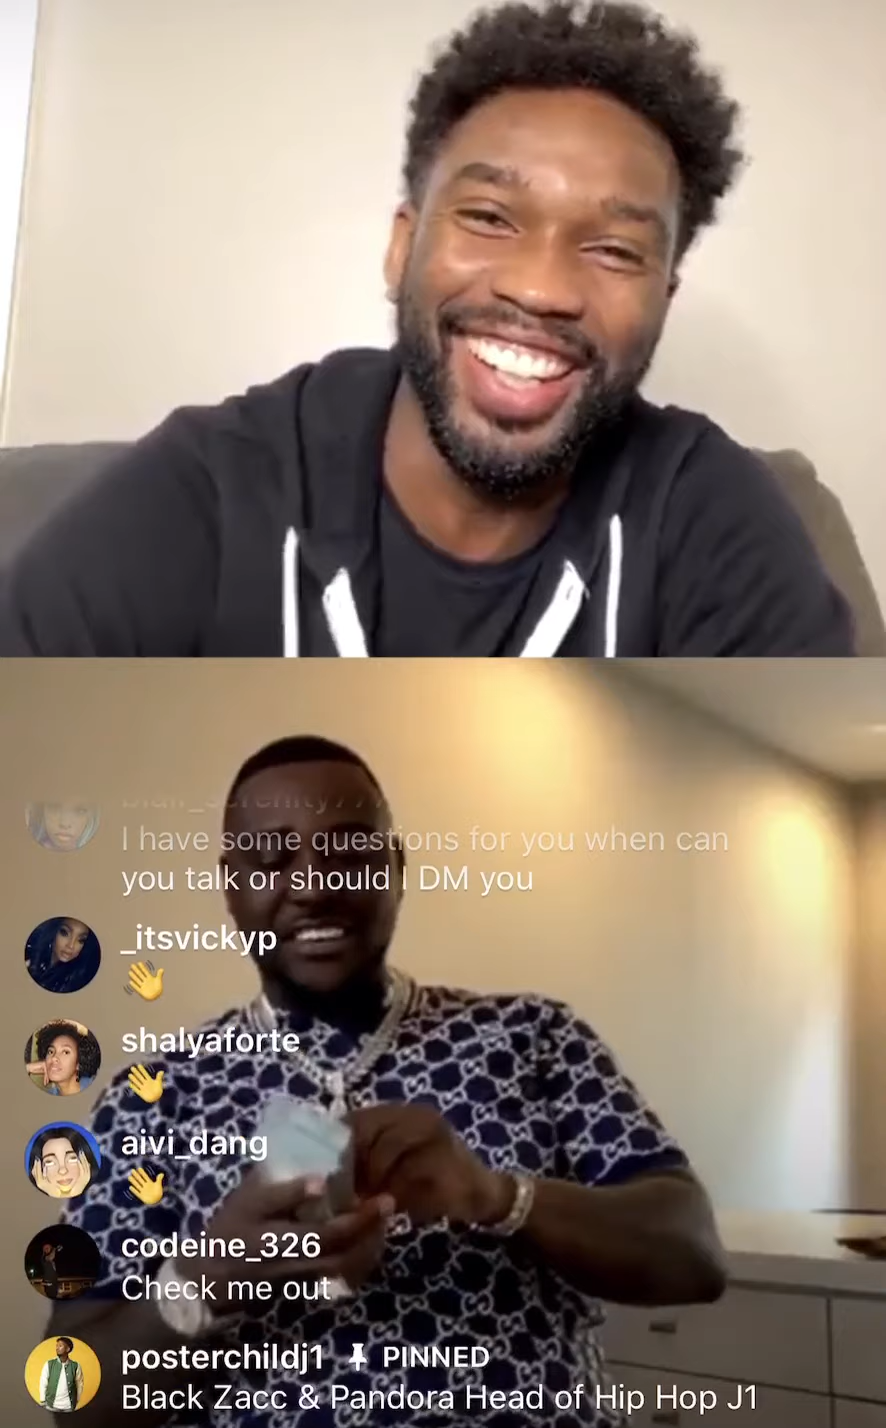 I have some questions for you when can
you talk or should I DM you
_itsvickyp
👋
shalyaforte
👋
aivi_dang
👋
codeine_326
Check me out
posterchildj1 📌 PINNED
Black Zacc & Pandora Head of Hip Hop J1